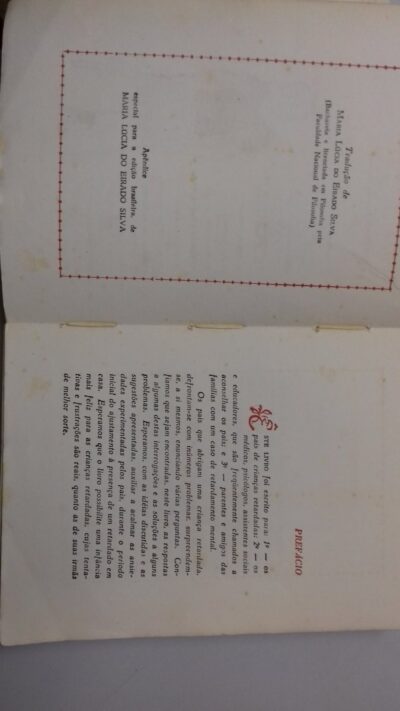 Tradução de
MARIA LÚCIA DO EIRADO SILVA
(Bacharela e licenciada em Filosofia pela
Faculdade Nacional de Filosofia)
Apêndice
especial para a edição brasileira, de
MARIA LÚCIA DO EIRADO SILVA
PREFÁCIO
ESTE LIVRO foi escrito para: 1º — os
pais de crianças retardadas; 2º — os
médicos, psicólogos, assistentes sociais
e educadores, que são freqüentemente chamados a
aconselhar os pais; e 3º — parentes e amigos das
famílias com um caso de retardamento mental.
Os pais que abrigam uma criança retardada,
defrontam-se com inúmeros problemas, surpreendem-
se, a si mesmos, enunciando várias perguntas. Con-
fiamos que sejam encontradas, neste livro, as respostas
a algumas destas interrogações e as soluções a alguns
problemas. Esperamos, com as idéias discutidas e as
sugestões apresentadas, auxiliar a acalmar as ansie-
dades experimentadas pelos pais, durante o período
inicial do ajustamento à presença de um retardado em
casa. Esperamos que o livro possibilite uma infância
mais feliz para as crianças retardadas, cujas tenta-
tivas e frustrações são reais, quanto as de suas irmãs
de melhor sorte.